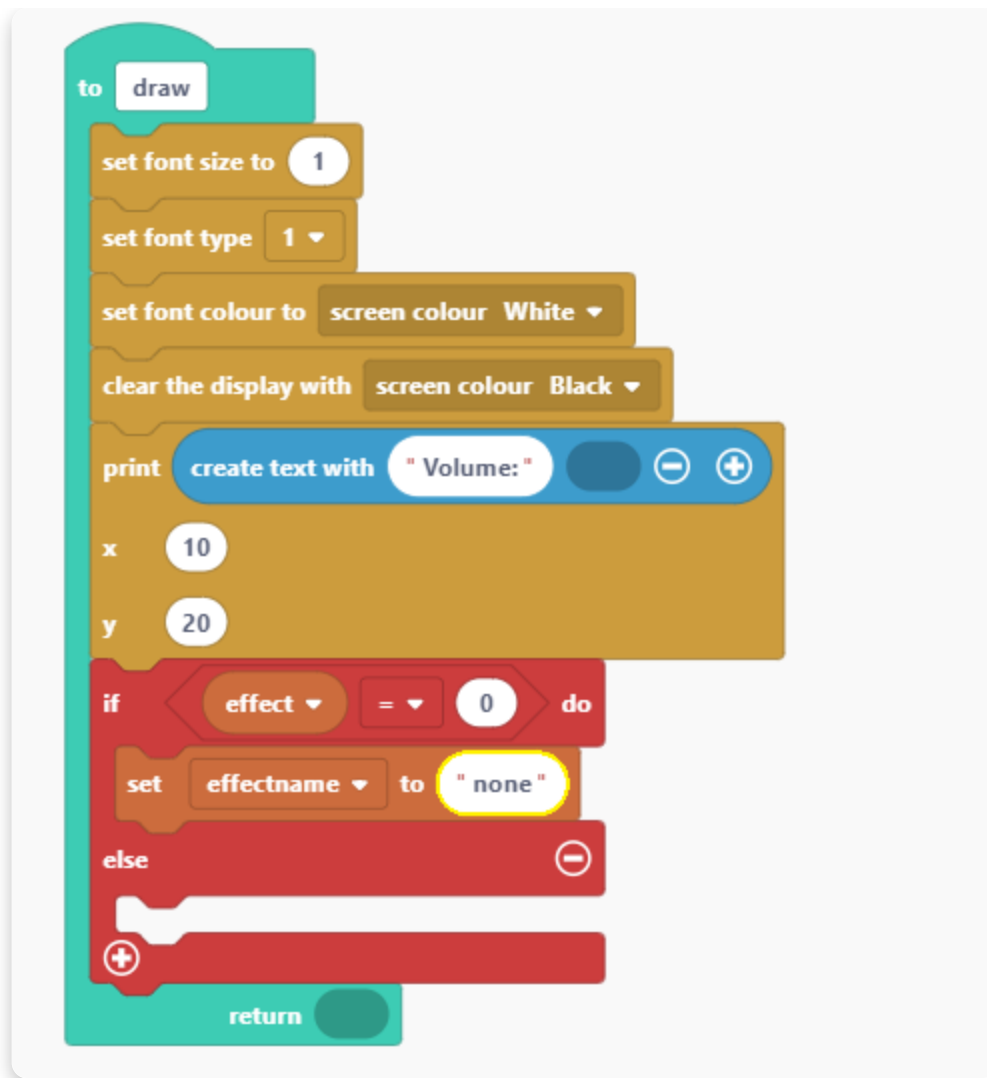 to draw
set font size to 1
set font type 1
set font colour to screen colour White
clear the display with screen colour Black
print create text with " Volume: "
x 10
y 20
if effect = 0 do
set effectname to " none "
else
return